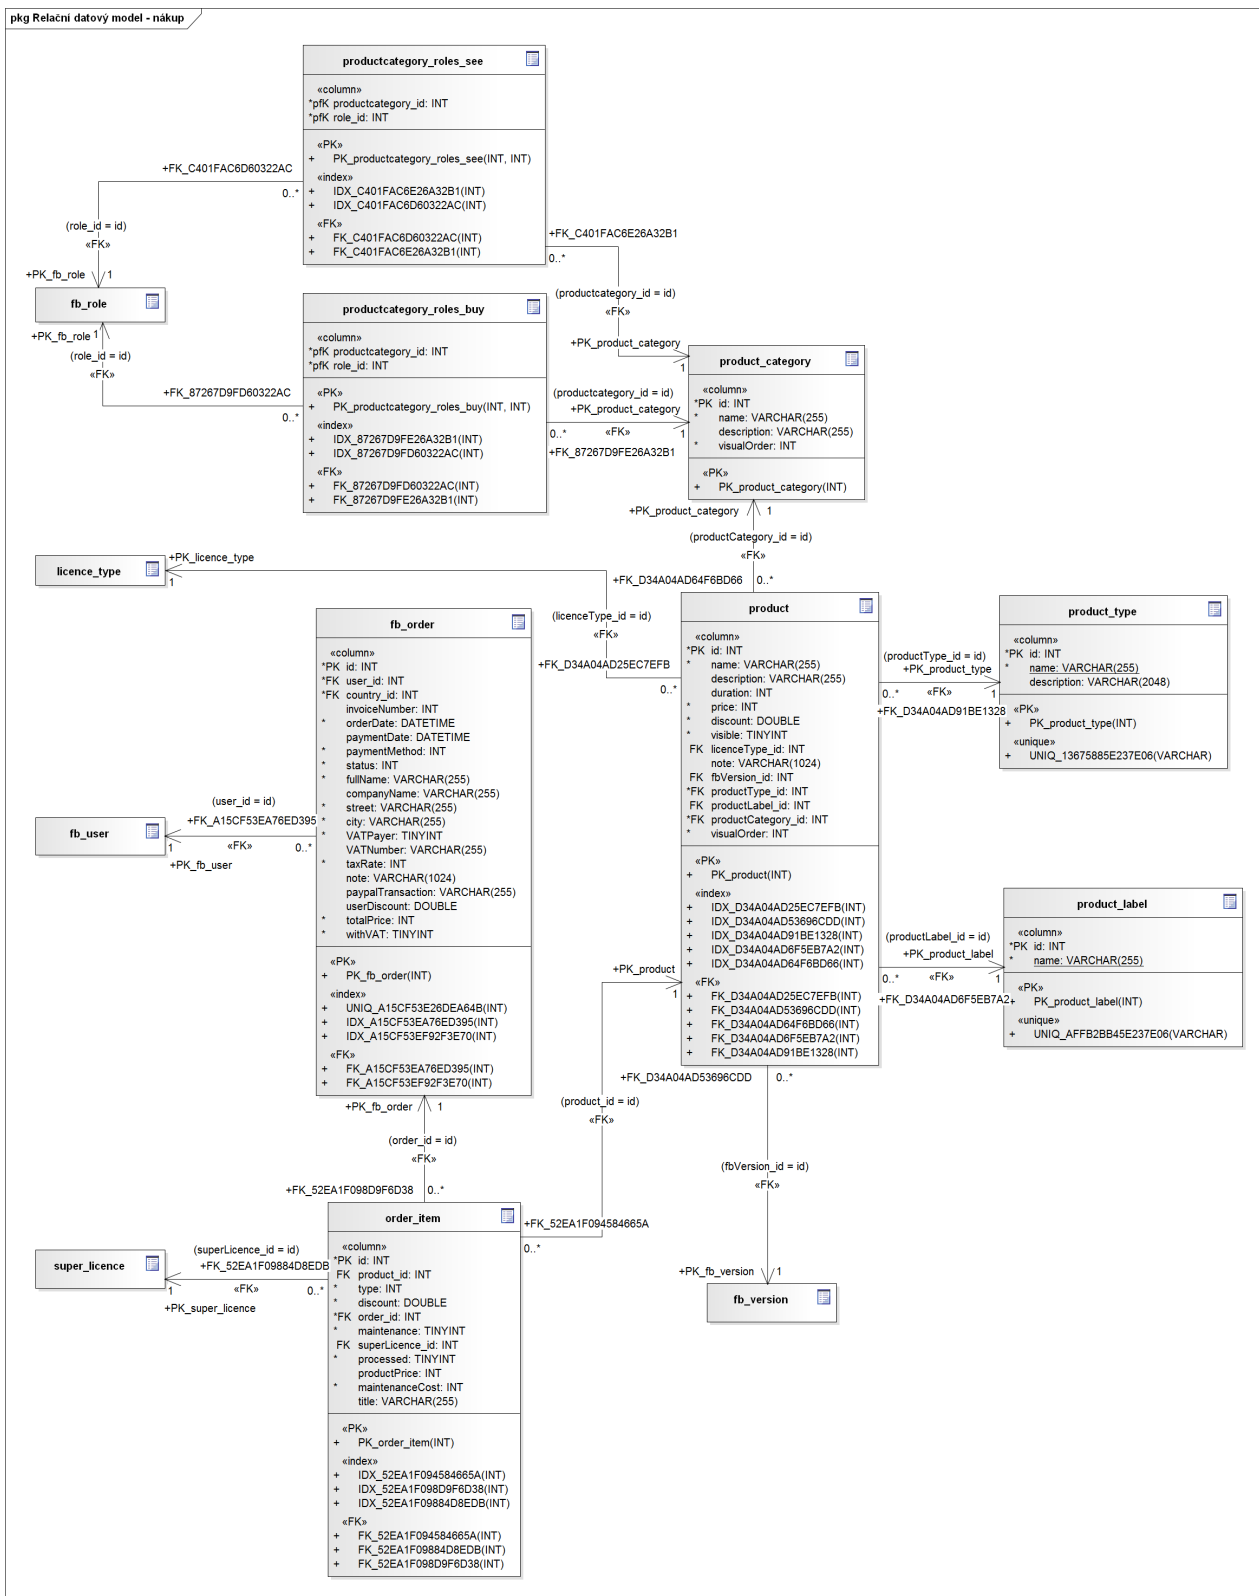 pkg Relační datový model - nákup
productcategory_roles_see
«column»
*pfK productcategory_id: INT
*pfK role_id: INT
«PK»
+ PK_productcategory_roles_see(INT, INT)
«index»
+ IDX_C401FAC6E26A32B1(INT)
+ IDX_C401FAC6D60322AC(INT)
«FK»
+ FK_C401FAC6D60322AC(INT)
+ FK_C401FAC6E26A32B1(INT)
+FK_C401FAC6D60322AC
0..*
(role_id = id)
«FK»
+PK_fb_role
1
fb_role
+PK_fb_role
1
(role_id = id)
«FK»
+FK_87267D9FD60322AC
0..*
+FK_C401FAC6E26A32B1
0..*
(productcategory_id = id)
«FK»
+PK_product_category
1
productcategory_roles_buy
«column»
*pfK productcategory_id: INT
*pfK role_id: INT
«PK»
+ PK_productcategory_roles_buy(INT, INT)
«index»
+ IDX_87267D9FE26A32B1(INT)
+ IDX_87267D9FD60322AC(INT)
«FK»
+ FK_87267D9FD60322AC(INT)
+ FK_87267D9FE26A32B1(INT)
(productcategory_id = id)
+PK_product_category
0..*
«FK»
1
+FK_87267D9FE26A32B1
product_category
«column»
*PK id: INT
* name: VARCHAR(255)
description: VARCHAR(255)
* visualOrder: INT
«PK»
+ PK_product_category(INT)
+PK_product_category
1
(productCategory_id = id)
«FK»
+FK_D34A04AD64F6BD66
0..*
licence_type
+PK_licence_type
1
(licenceType_id = id)
«FK»
+FK_D34A04AD25EC7EFB
0..*
product
«column»
*PK id: INT
* name: VARCHAR(255)
description: VARCHAR(255)
duration: INT
* price: INT
* discount: DOUBLE
* visible: TINYINT
FK licenceType_id: INT
note: VARCHAR(1024)
FK fbVersion_id: INT
*FK productType_id: INT
FK productLabel_id: INT
*FK productCategory_id: INT
* visualOrder: INT
«PK»
+ PK_product(INT)
«index»
+ IDX_D34A04AD25EC7EFB(INT)
+ IDX_D34A04AD53696CDD(INT)
+ IDX_D34A04AD91BE1328(INT)
+ IDX_D34A04AD6F5EB7A2(INT)
+ IDX_D34A04AD64F6BD66(INT)
«FK»
+ FK_D34A04AD25EC7EFB(INT)
+ FK_D34A04AD53696CDD(INT)
+ FK_D34A04AD64F6BD66(INT)
+ FK_D34A04AD6F5EB7A2(INT)
+ FK_D34A04AD91BE1328(INT)
(productType_id = id)
+PK_product_type
0..*
«FK»
1
+FK_D34A04AD91BE1328
product_type
«column»
*PK id: INT
* name: VARCHAR(255)
description: VARCHAR(2048)
«PK»
+ PK_product_type(INT)
«unique»
+ UNIQ_13675885E237E06(VARCHAR)
(productLabel_id = id)
+PK_product_label
0..*
«FK»
1
+FK_D34A04AD6F5EB7A2
product_label
«column»
*PK id: INT
* name: VARCHAR(255)
«PK»
+ PK_product_label(INT)
«unique»
+ UNIQ_AFFB2BB45E237E06(VARCHAR)
fb_order
«column»
*PK id: INT
*FK user_id: INT
*FK country_id: INT
invoiceNumber: INT
* orderDate: DATETIME
paymentDate: DATETIME
* paymentMethod: INT
* status: INT
* fullName: VARCHAR(255)
companyName: VARCHAR(255)
* street: VARCHAR(255)
* city: VARCHAR(255)
* VATPayer: TINYINT
VATNumber: VARCHAR(255)
* taxRate: INT
note: VARCHAR(1024)
paypalTransaction: VARCHAR(255)
userDiscount: DOUBLE
* totalPrice: INT
* withVAT: TINYINT
«PK»
+ PK_fb_order(INT)
«index»
+ UNIQ_A15CF53E26DEA64B(INT)
+ IDX_A15CF53EA76ED395(INT)
+ IDX_A15CF53EF92F3E70(INT)
«FK»
+ FK_A15CF53EA76ED395(INT)
+ FK_A15CF53EF92F3E70(INT)
(user_id = id)
+FK_A15CF53EA76ED395
fb_user
1
«FK»
0..*
+PK_fb_user
+PK_fb_order
1
(order_id = id)
«FK»
+FK_52EA1F098D9F6D38
0..*
+PK_product
1
(product_id = id)
«FK»
+FK_52EA1F094584665A
0..*
+FK_D34A04AD53696CDD
0..*
(fbVersion_id = id)
«FK»
+PK_fb_version
1
fb_version
order_item
«column»
*PK id: INT
FK product_id: INT
* type: INT
* discount: DOUBLE
*FK order_id: INT
* maintenance: TINYINT
FK superLicence_id: INT
* processed: TINYINT
productPrice: INT
* maintenanceCost: INT
title: VARCHAR(255)
«PK»
+ PK_order_item(INT)
«index»
+ IDX_52EA1F094584665A(INT)
+ IDX_52EA1F098D9F6D38(INT)
+ IDX_52EA1F09884D8EDB(INT)
«FK»
+ FK_52EA1F094584665A(INT)
+ FK_52EA1F09884D8EDB(INT)
+ FK_52EA1F098D9F6D38(INT)
(superLicence_id = id)
+FK_52EA1F09884D8EDB
super_licence
1
«FK»
0..*
+PK_super_licence